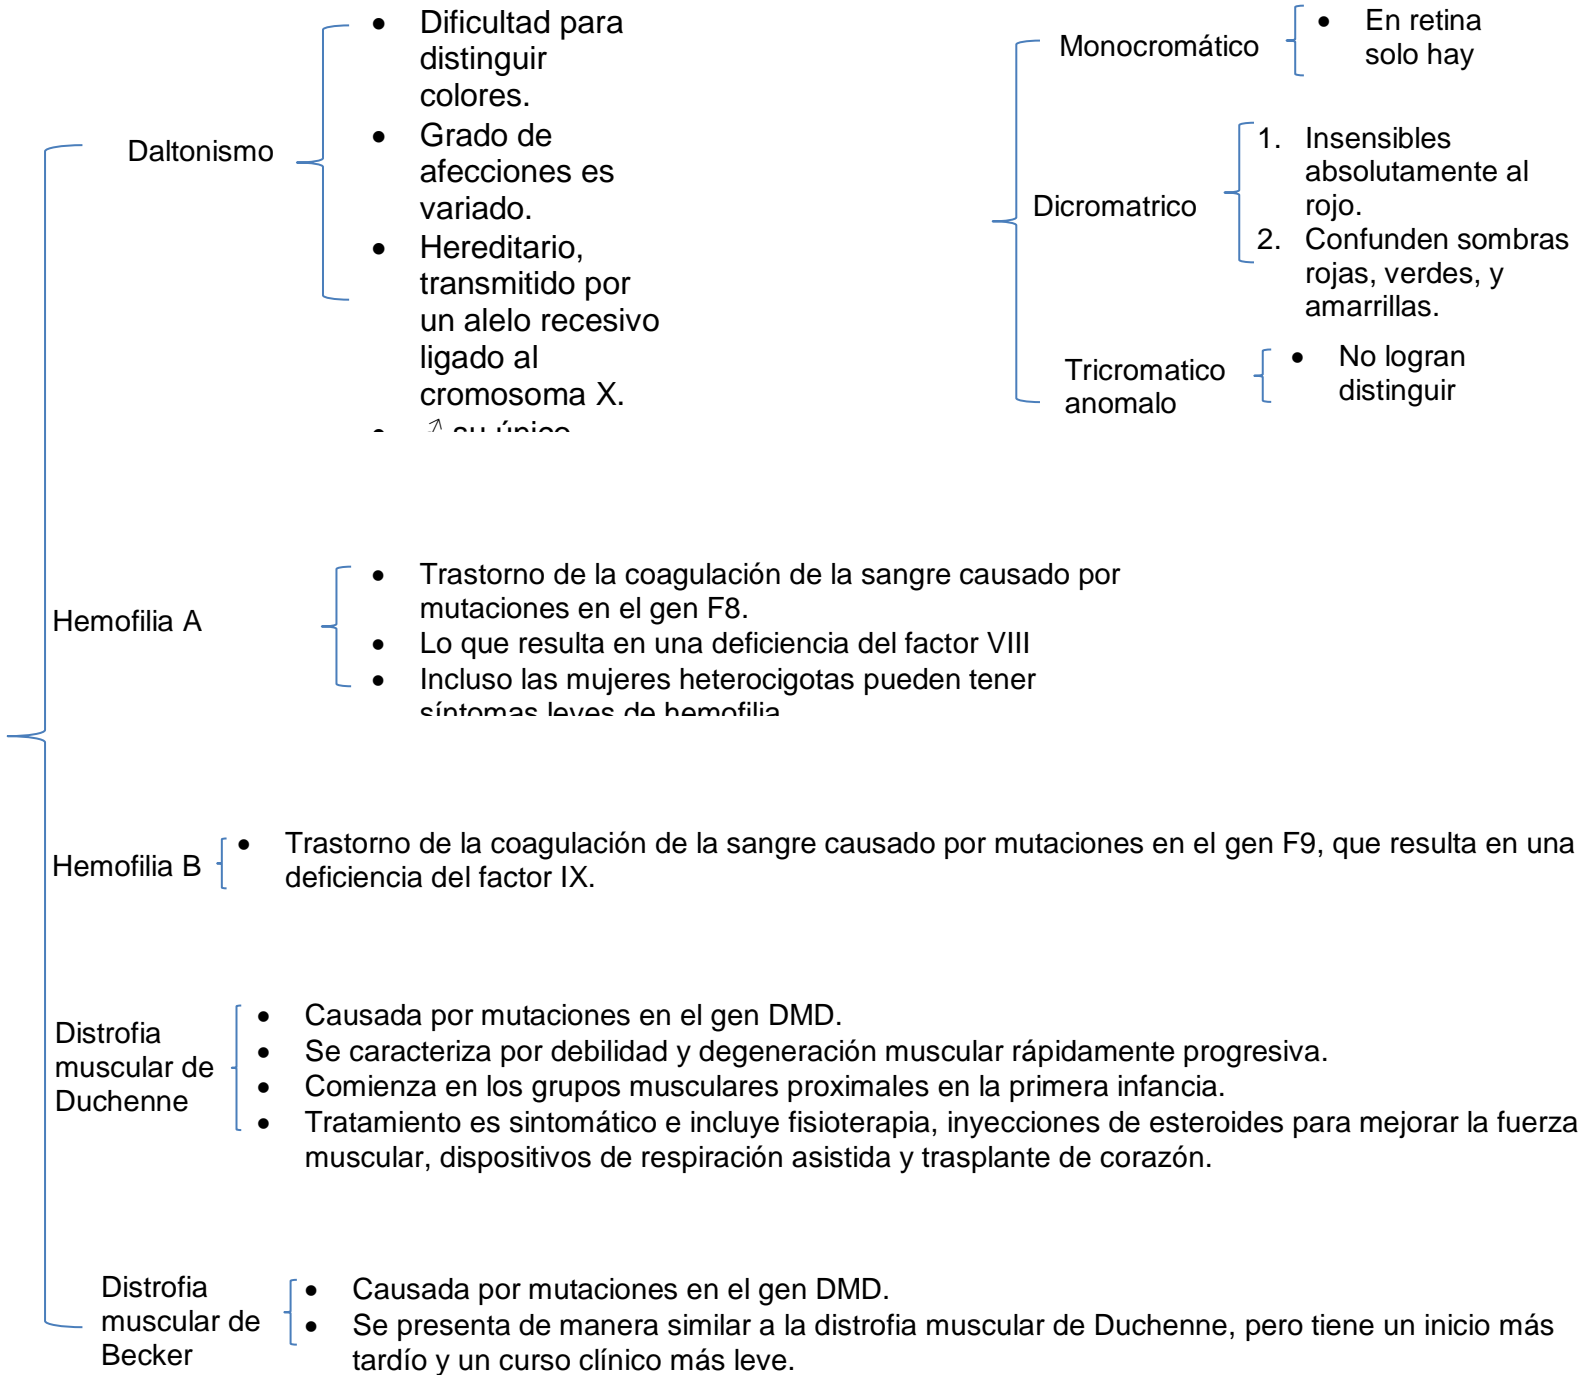 Daltonismo
• Dificultad para
distinguir
colores.
• Grado de
afecciones es
variado.
• Hereditario,
transmitido por
un alelo recesivo
ligado al
cromosoma X.
• ♂ su único
Monocromático
• En retina
solo hay
Dicromatrico
1. Insensibles
absolutamente al
rojo.
2. Confunden sombras
rojas, verdes, y
amarrillas.
Tricromatico
anomalo
• No logran
distinguir
Hemofilia A
• Trastorno de la coagulación de la sangre causado por
mutaciones en el gen F8.
• Lo que resulta en una deficiencia del factor VIII
• Incluso las mujeres heterocigotas pueden tener
síntomas leves de hemofilia
Hemofilia B
• Trastorno de la coagulación de la sangre causado por mutaciones en el gen F9, que resulta en una
deficiencia del factor IX.
Distrofia
muscular de
Duchenne
• Causada por mutaciones en el gen DMD.
• Se caracteriza por debilidad y degeneración muscular rápidamente progresiva.
• Comienza en los grupos musculares proximales en la primera infancia.
• Tratamiento es sintomático e incluye fisioterapia, inyecciones de esteroides para mejorar la fuerza
muscular, dispositivos de respiración asistida y trasplante de corazón.
Distrofia
muscular de
Becker
• Causada por mutaciones en el gen DMD.
• Se presenta de manera similar a la distrofia muscular de Duchenne, pero tiene un inicio más
tardío y un curso clínico más leve.